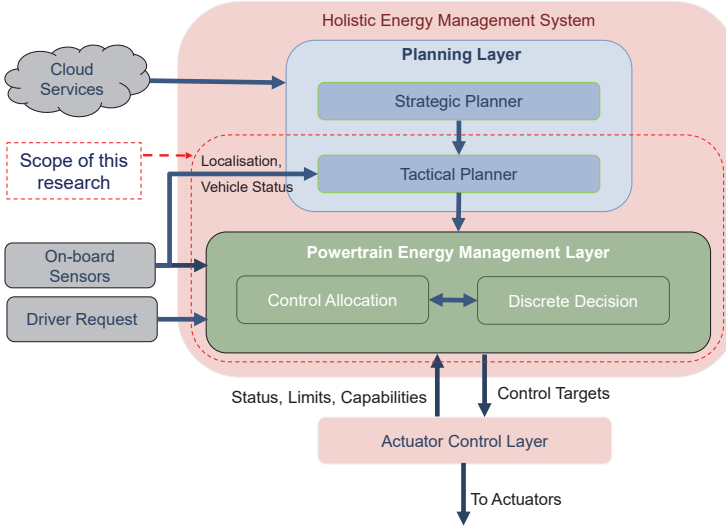 Holistic Energy Management System
Planning Layer
Cloud
Services
Strategic Planner
Scope of this
research
Localisation,
Vehicle Status
Tactical Planner
On-board
Sensors
Powertrain Energy Management Layer
Control Allocation
Discrete Decision
Driver Request
Status, Limits, Capabilities
Control Targets
Actuator Control Layer
To Actuators